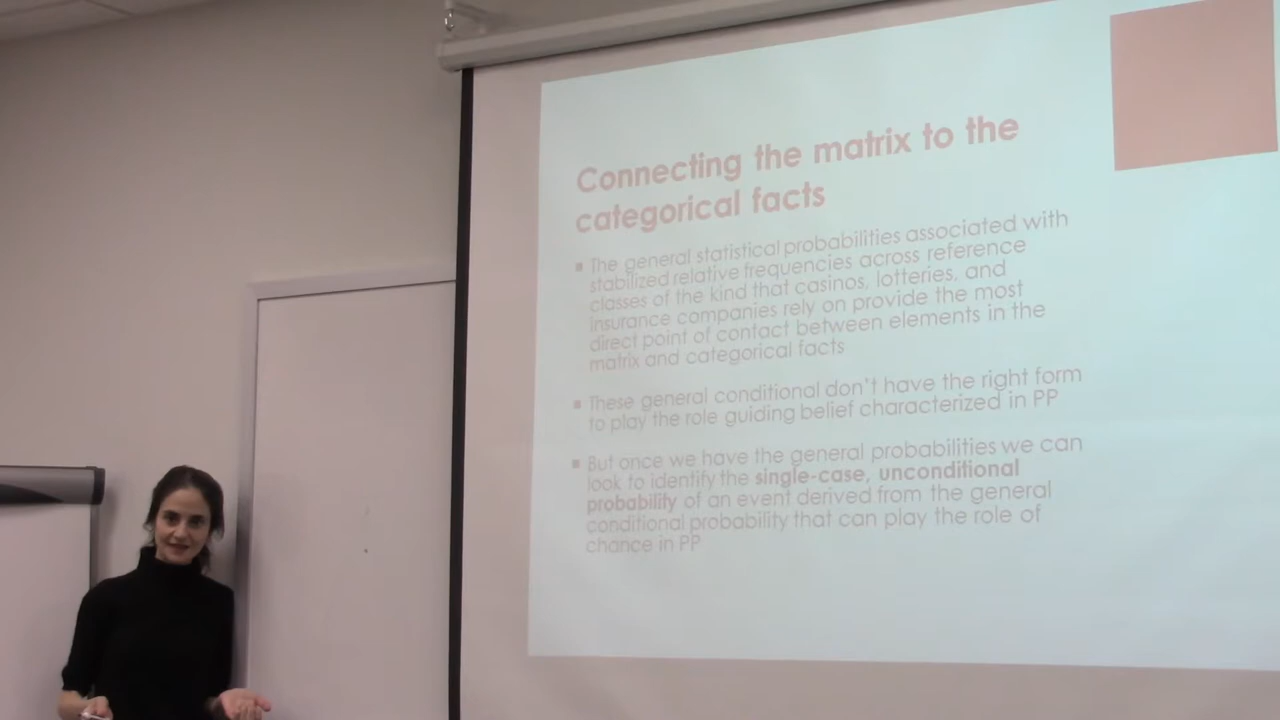 Connecting the matrix to the
categorical facts
▪ The general statistical probabilities associated with
stabilized relative frequencies across reference
classes of the kind that casinos, lotteries, and
insurance companies rely on provide the most
direct point of contact between elements in the
matrix and categorical facts
▪ These general conditional don't have the right form
to play the role guiding belief characterized in PP
▪ But once we have the general probabilities we can
look to identify the single-case, unconditional
probability of an event derived from the general
conditional probability that can play the role of
chance in PP